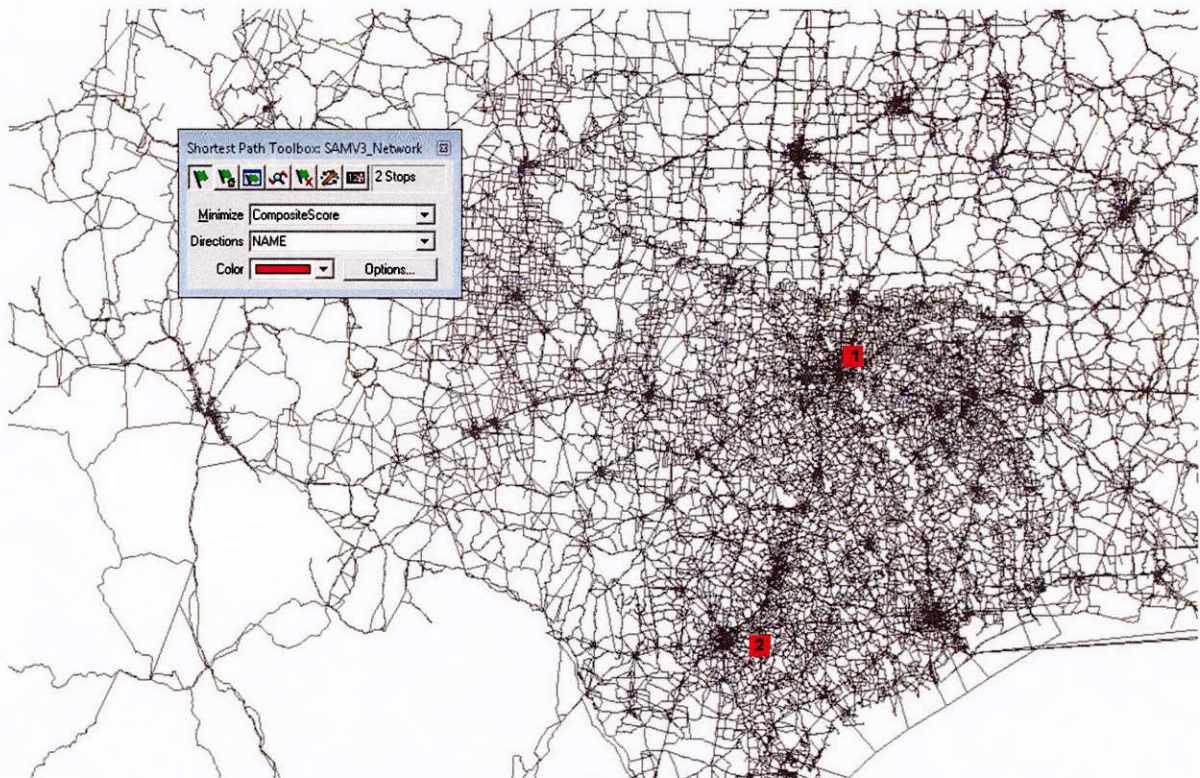 Shortest Path Toolbox: SAMV3_Network
2 Stops
Minimize CompositeScore
Directions NAME
Color Options...
1
2